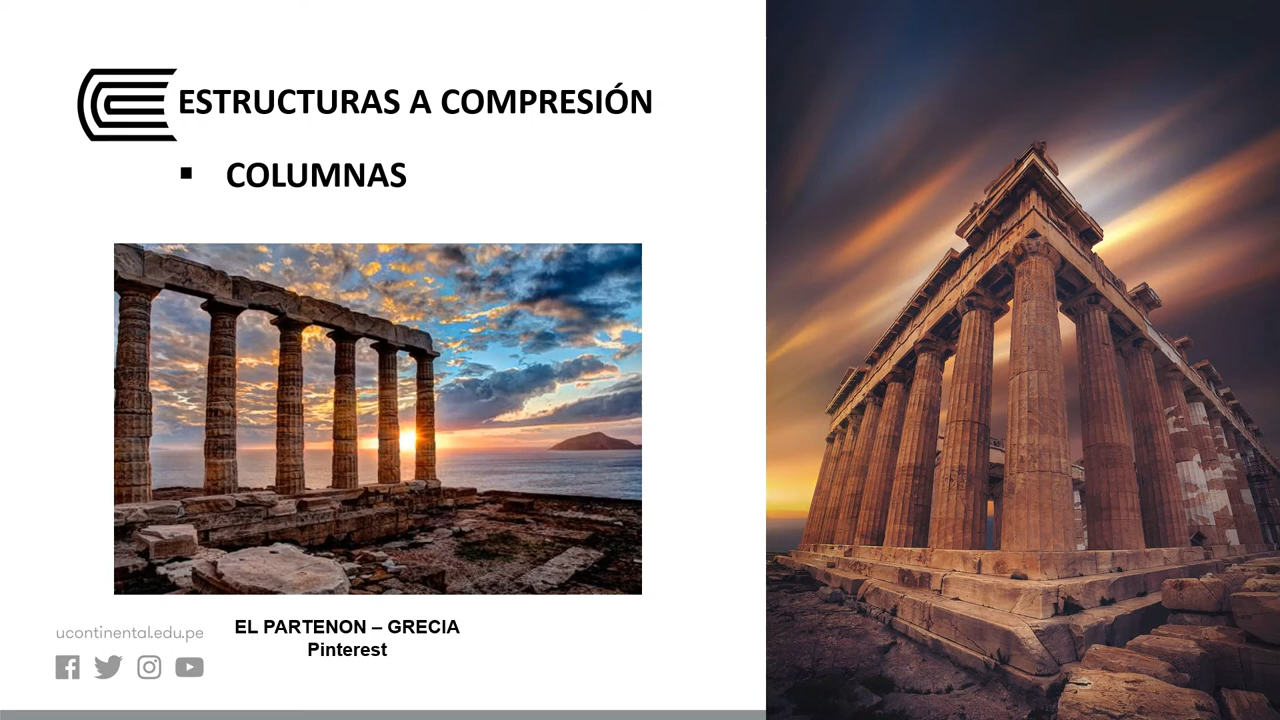 ESTRUCTURAS A COMPRESIÓN
▪ COLUMNAS
EL PARTENON – GRECIA
Pinterest
ucontinental.edu.pe